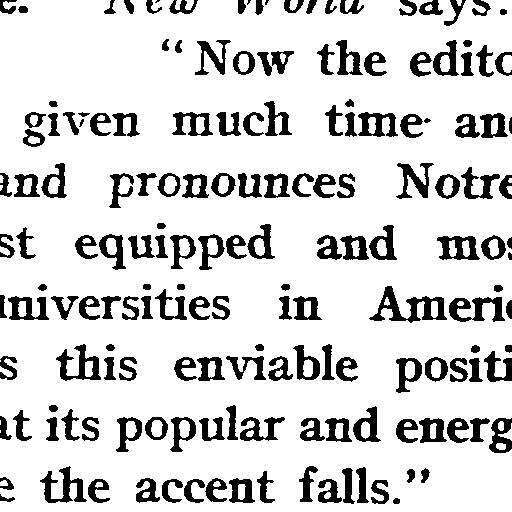 New World says:
"Now the edito
given much time and
and pronounces Notre
st equipped and mos
universities in Ameri
s this enviable positi
at its popular and energ
e the accent falls."